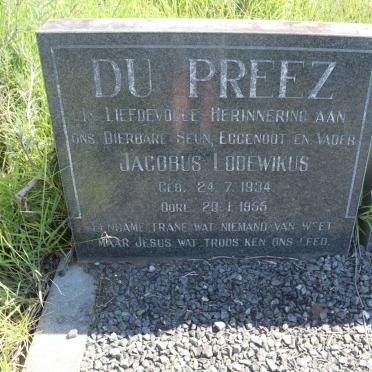 DU PREEZ
IN LIEFDEVOLLE HERINNERING AAN
ONS DIERBARE SEUN, EGGENOOT EN VADER
JACOBUS LODEWIKUS
GEB. 24.7.1934
OORL. 20.1.1955
EENSAME TRANE WAT NIEMAND VAN WEET
MAAR JESUS WAT TROOS KEN ONS LEED.